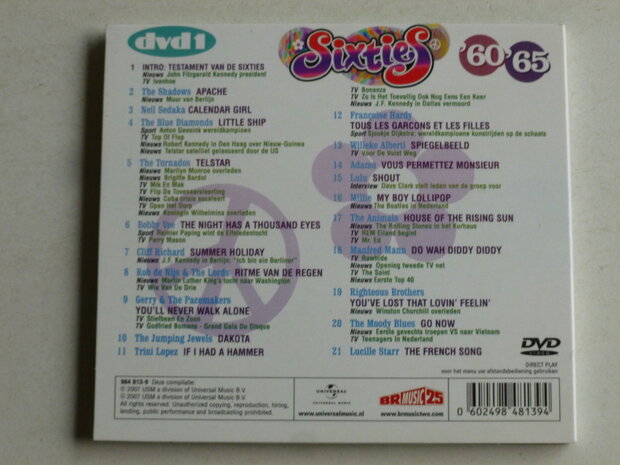 dvd1
Sixties
'60 '65
1 INTRO: TESTAMENT VAN DE SIXTIES
Nieuws John Fitzgerald Kennedy president
TV Ivanhoe
2 The Shadows APACHE
Nieuws Muur van Berlijn
3 Neil Sedaka CALENDAR GIRL
4 The Blue Diamonds LITTLE SHIP
Sport Anton Geesink wereldkampioen
TV Top Of Flop
Nieuws Robert Kennedy in Den Haag over Nieuw-Guinea
Nieuws Telstar satelliet gelanceerd door de US
5 The Tornados TELSTAR
Nieuws Marilyn Monroe overleden
Nieuws Brigitte Bardot
TV Mik En Mak
TV Flip De Tovenaarsleerling
Nieuws Cuba crisis escaleert
TV Open Het Dorp
Nieuws Koningin Wilhelmina overleden
6 Bobby Vee THE NIGHT HAS A THOUSAND EYES
Sport Reinier Paping wint de Elfstedentocht
TV Perry Mason
7 Cliff Richard SUMMER HOLIDAY
Nieuws J.F. Kennedy in Berlijn, "ich bin ein Berliner"
8 Rob de Nijs & The Lords RITME VAN DE REGEN
Nieuws Martin Luther King's tocht naar Washington
TV Wie Van De Drie
9 Gerry & The Pacemakers
YOU'LL NEVER WALK ALONE
TV Stiefbeen En Zoon
TV Godfried Bomans - Grand Gala Du Disque
10 The Jumping Jewels DAKOTA
11 Trini Lopez IF I HAD A HAMMER
TV Bonanza
TV Zo Is Het Toevallig Ook Nog Eens Een Keer
Nieuws J.F. Kennedy in Dallas vermoord
12 Françoise Hardy
TOUS LES GARCONS ET LES FILLES
Sport Sjoukje Dijkstra; wereldkampioene kunstrijden op de schaats
13 Willeke Alberti SPIEGELBEELD
TV Voor De Vuist Weg
14 Adamo VOUS PERMETTEZ MONSIEUR
15 Lulu SHOUT
Interview Dave Clark stelt leden van de groep voor
16 Millie MY BOY LOLLIPOP
Nieuws The Beatles in Nederland
17 The Animals HOUSE OF THE RISING SUN
Nieuws The Rolling Stones in het Kurhaus
TV REM Eiland begint
TV Mr. Ed
18 Manfred Mann DO WAH DIDDY DIDDY
TV Rawhide
Nieuws Opening tweede TV net
TV The Saint
Nieuws Eerste Top 40
19 Righteous Brothers
YOU'VE LOST THAT LOVIN' FEELIN'
Nieuws Winston Churchill overleden
20 The Moody Blues GO NOW
Nieuws Eerste gevechts troepen VS naar Vietnam
TV Teenagers in Nederland
21 Lucille Starr THE FRENCH SONG
DVD
VIDEO
DIRECT PLAY
voor het menu uw afstandsbediening gebruiken
984 813-9 Deze compilatie:
℗ 2007 USM a division of Universal Music B.V.
© 2007 USM a division of Universal Music B.V.
All rights reserved. Unauthorized copying, reproduction, hiring,
lending, public performance and broadcasting prohibited.
UNIVERSAL
www.universalmusic.nl
BR MUSIC 25
www.brmusictwo.com
0 602498 481394